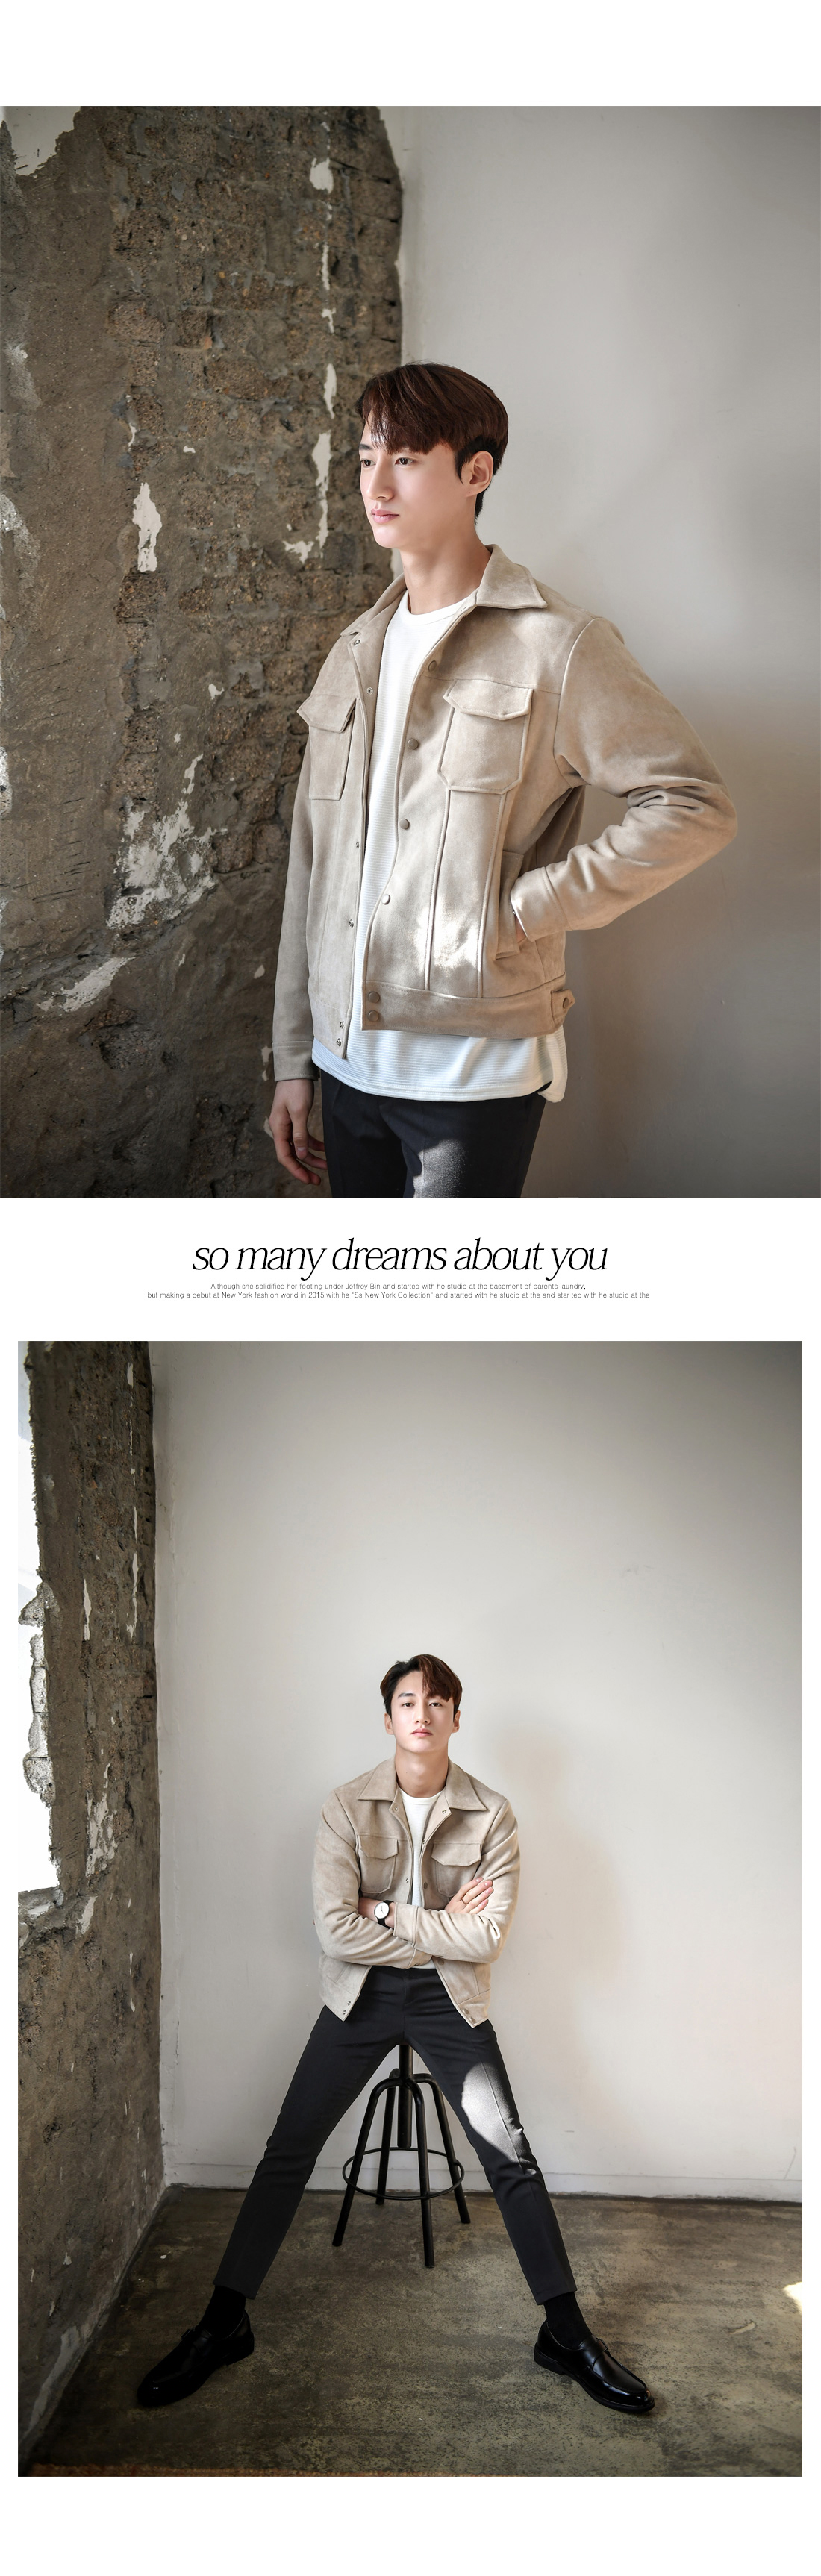 so many dreams about you
Although she solidified her footing under Jeffrey Bin and started with he studio at the basement of parents laundry,
but making a debut at New York fashion world in 2015 with he "Ss New York Collection" and started with he studio at the and star ted with he studio at the